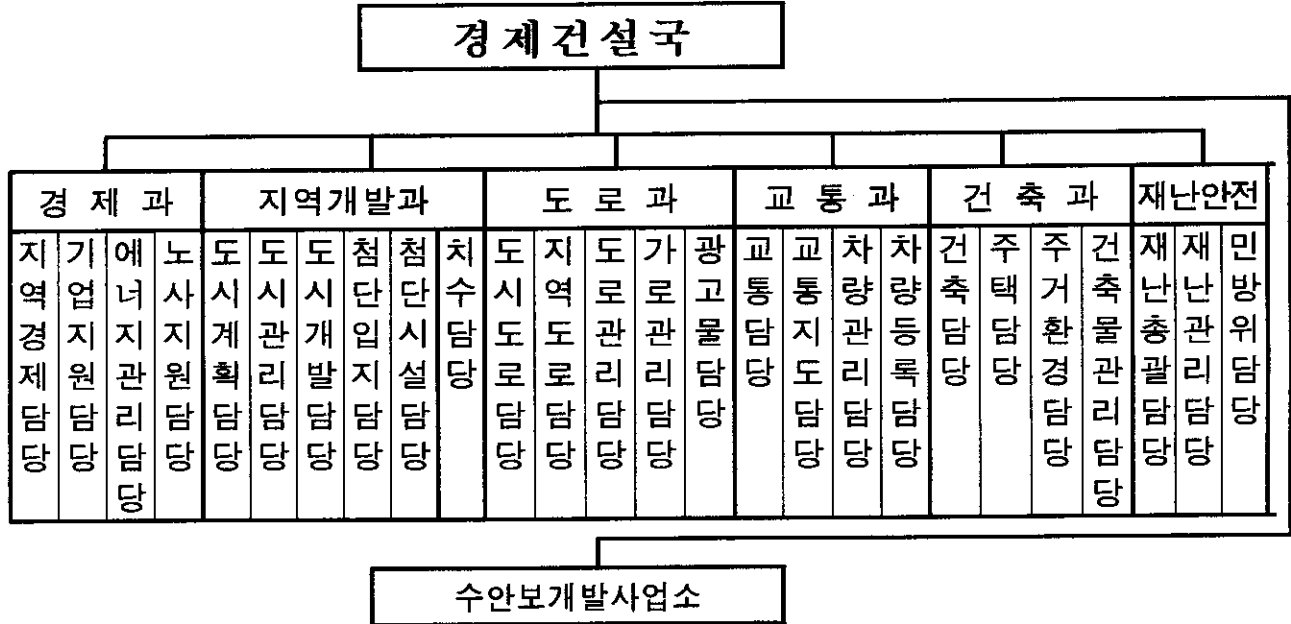 경제건설국
경 제 과
지역개발과
도 로 과
교 통 과
건 축 과
재난안전
지역경제담당
기업지원담당
에너지관리담당
노사지원담당
도시계획담당
도시관리담당
도시개발담당
첨단입지담당
첨단시설담당
치수담당
도시도로담당
지역도로담당
도로관리담당
가로관리담당
광고물담당
교통담당
교통지도담당
차량관리담당
차량등록담당
건축담당
주택담당
주거환경담당
건축물관리담당
재난총괄담당
재난관리담당
민방위담당
수안보개발사업소